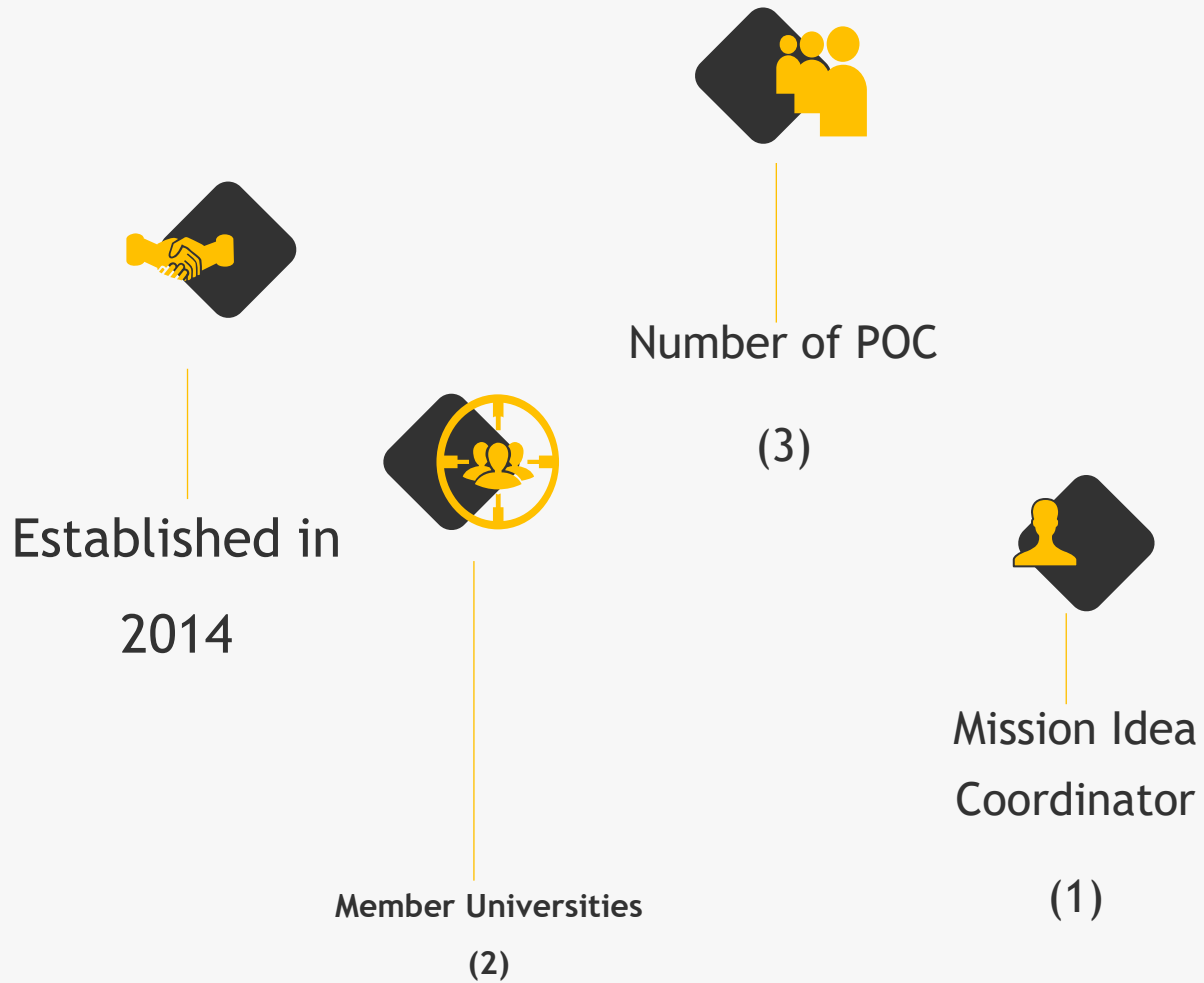 Established in
2014
Member Universities
(2)
Number of POC
(3)
Mission Idea
Coordinator
(1)